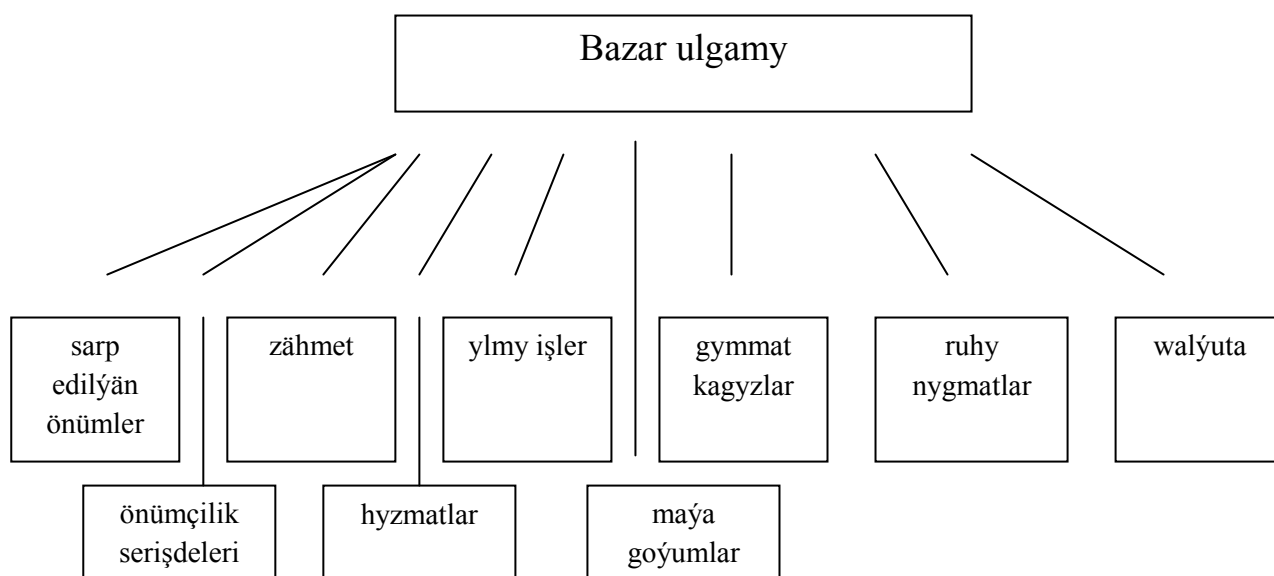 Bazar ulgamy
sarp
edilýän
önümler
zähmet
ylmy işler
gymmat
kagyzlar
ruhy
nygmatlar
walýuta
önümçilik
serişdeleri
hyzmatlar
maýa
goýumlar